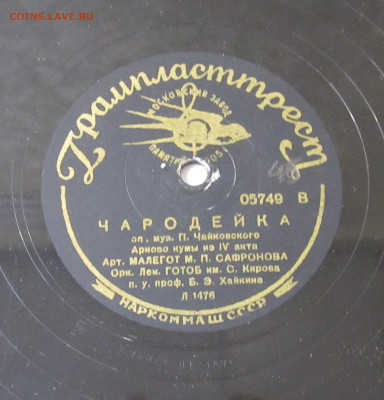 COINS.LAVE.RU
Грампласттрест
МОСКОВСКИЙ ЗАВОД
05749 В
ЧАРОДЕЙКА
оп. муз. П. Чайковского
Ариозо кумы из IV акта
Арт. МАЛЕГОТ М. П. САФРОНОВА
Орк. Лен. ГОТОБ им. С. Кирова
п. у. проф. Б. Э. Хайкина
Л 1476
НАРКОММАШ СССР